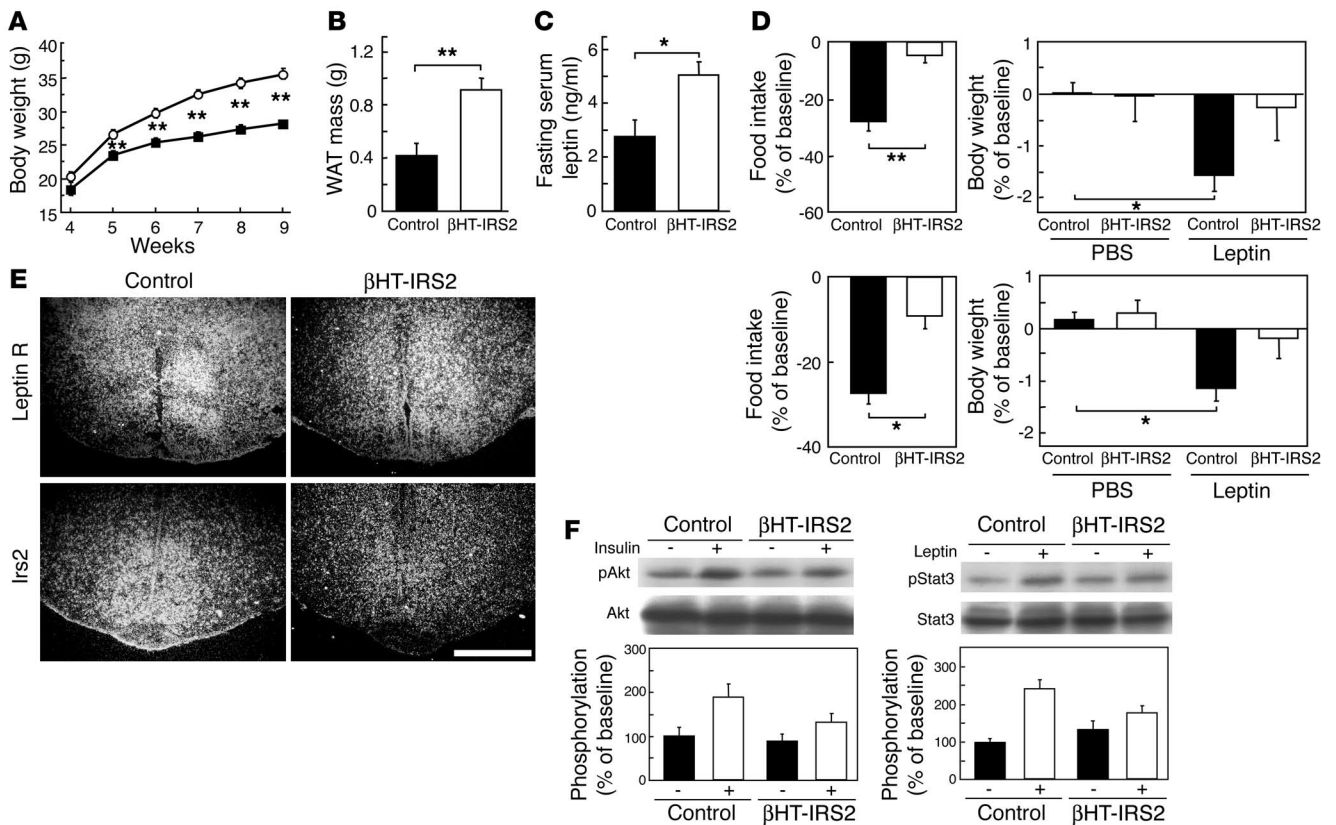 A
Body weight (g)
40
35
30
25
20
15
** ** ** ** **
4 5 6 7 8 9
Weeks
B
WAT mass (g)
1.2
0.8
0.4
0
**
Control βHT-IRS2
C
Fasting serum
leptin (ng/ml)
6
4
2
0
*
Control βHT-IRS2
D
Food intake
(% of baseline)
0
-20
-40
-60
**
Control βHT-IRS2
Body wieght
(% of baseline)
1
0
-1
-2
*
Control βHT-IRS2 Control βHT-IRS2
PBS Leptin
Food intake
(% of baseline)
0
-20
-40
*
Control βHT-IRS2
Body wieght
(% of baseline)
1
0
-1
-2
*
Control βHT-IRS2 Control βHT-IRS2
PBS Leptin
E
Control βHT-IRS2
Leptin R
Irs2
F
Control βHT-IRS2
Insulin - + - +
pAkt
Akt
Phosphorylation
(% of baseline)
300
200
100
0
- + - +
Control βHT-IRS2
Control βHT-IRS2
Leptin - + - +
pStat3
Stat3
Phosphorylation
(% of baseline)
300
200
150
100
0
- + - +
Control βHT-IRS2